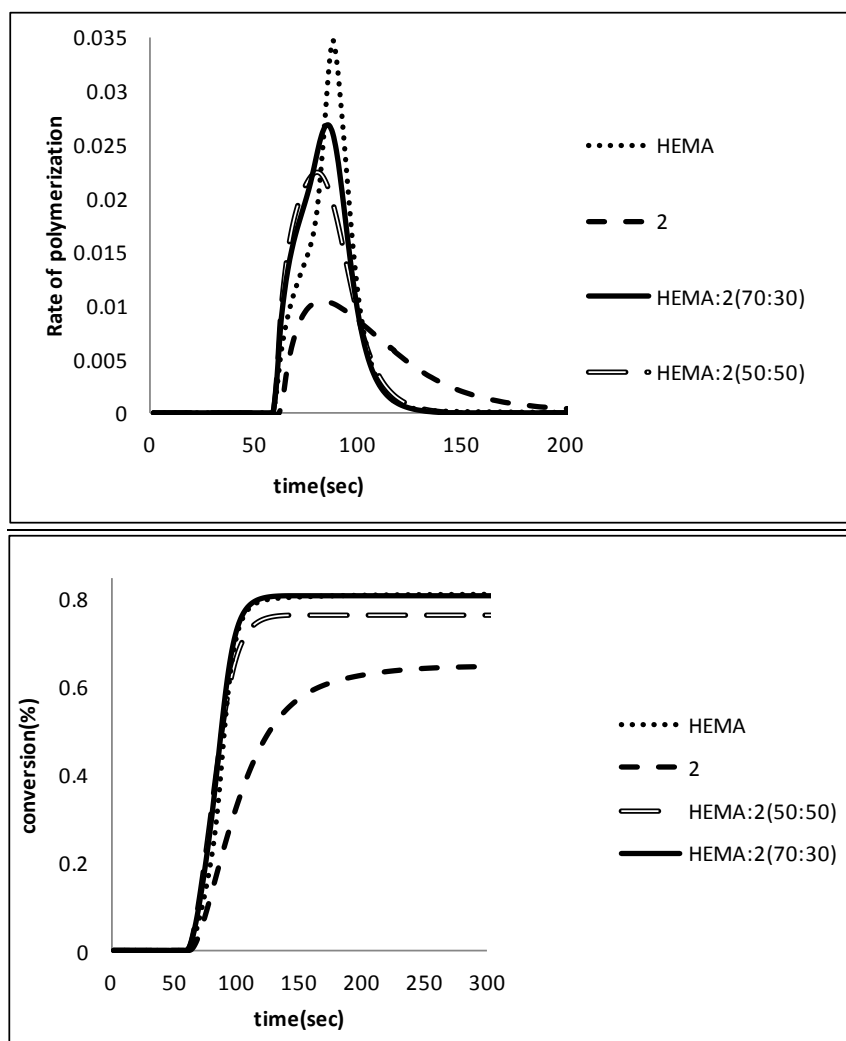 0.035
0.03
0.025
0.02
0.015
0.01
0.005
0
Rate of polymerization
0 50 100 150 200
time(sec)
HEMA
2
HEMA:2(70:30)
HEMA:2(50:50)
0.8
0.6
0.4
0.2
0
conversion(%)
0 50 100 150 200 250 300
time(sec)
HEMA
2
HEMA:2(50:50)
HEMA:2(70:30)